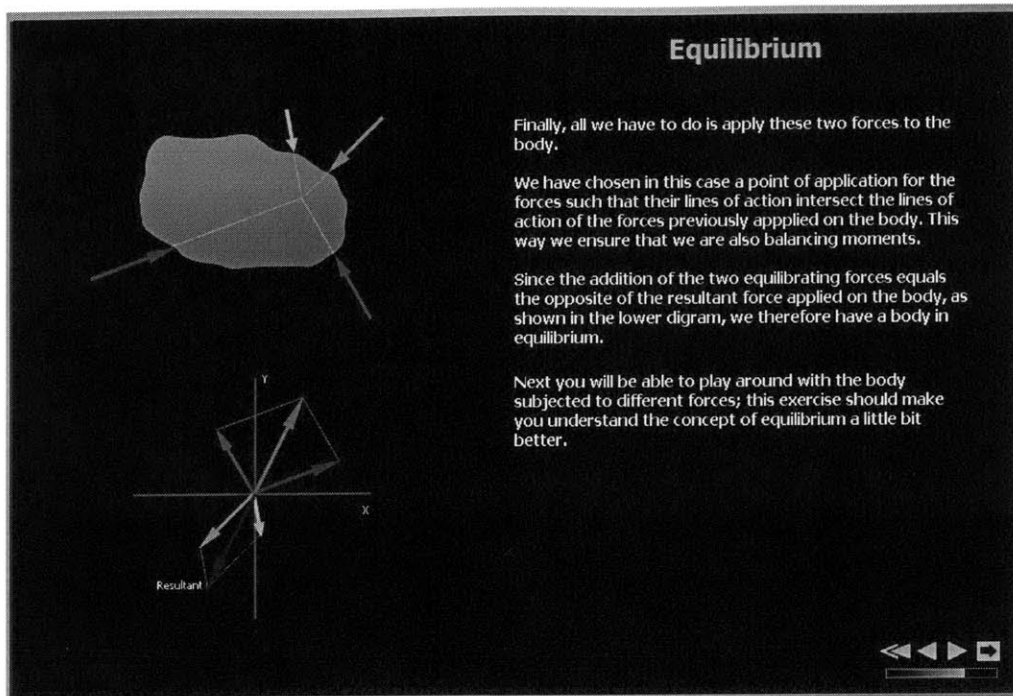 Equilibrium
Finally, all we have to do is apply these two forces to the
body.
We have chosen in this case a point of application for the
forces such that their lines of action intersect the lines of
action of the forces previously appplied on the body. This
way we ensure that we are also balancing moments.
Since the addition of the two equilibrating forces equals
the opposite of the resultant force applied on the body, as
shown in the lower digram, we therefore have a body in
equilibrium.
Next you will be able to play around with the body
subjected to different forces; this exercise should make
you understand the concept of equilibrium a little bit
better.
Y
X
Resultant